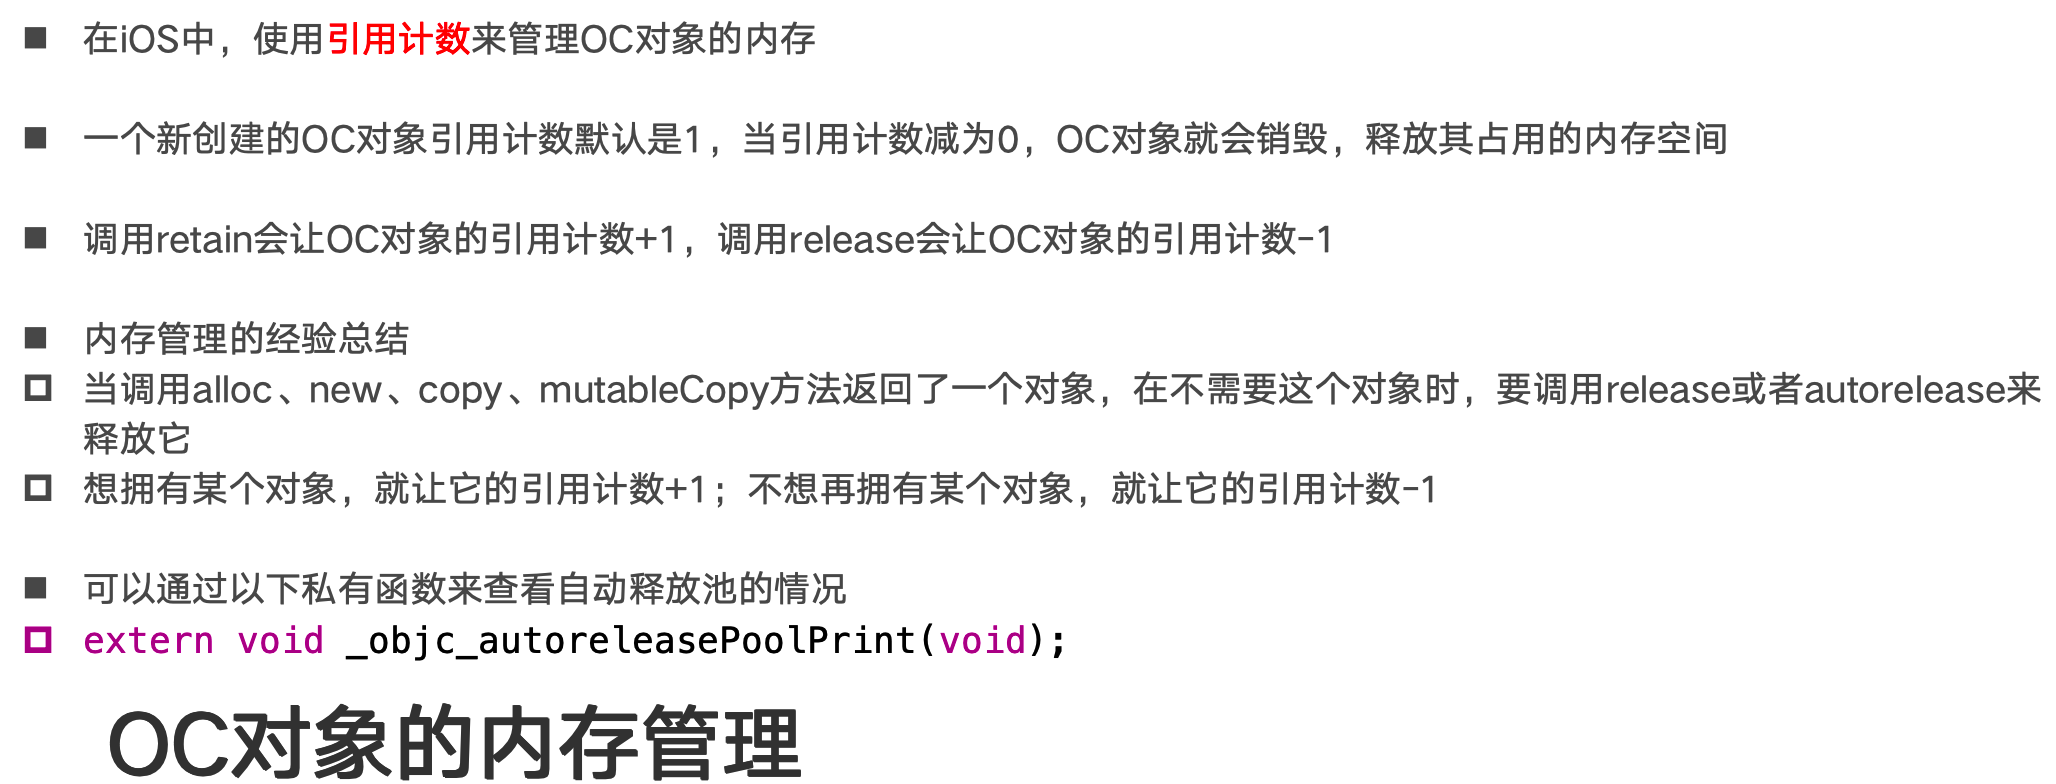 ■ 在iOS中，使用引用计数来管理OC对象的内存
■ 一个新创建的OC对象引用计数默认是1，当引用计数减为0，OC对象就会销毁，释放其占用的内存空间
■ 调用retain会让OC对象的引用计数+1，调用release会让OC对象的引用计数-1
■ 内存管理的经验总结
当调用alloc、new、copy、mutableCopy方法返回了一个对象，在不需要这个对象时，要调用release或者autorelease来
释放它
想拥有某个对象，就让它的引用计数+1；不想再拥有某个对象，就让它的引用计数-1
■ 可以通过以下私有函数来查看自动释放池的情况
extern void _objc_autoreleasePoolPrint(void);
OC对象的内存管理